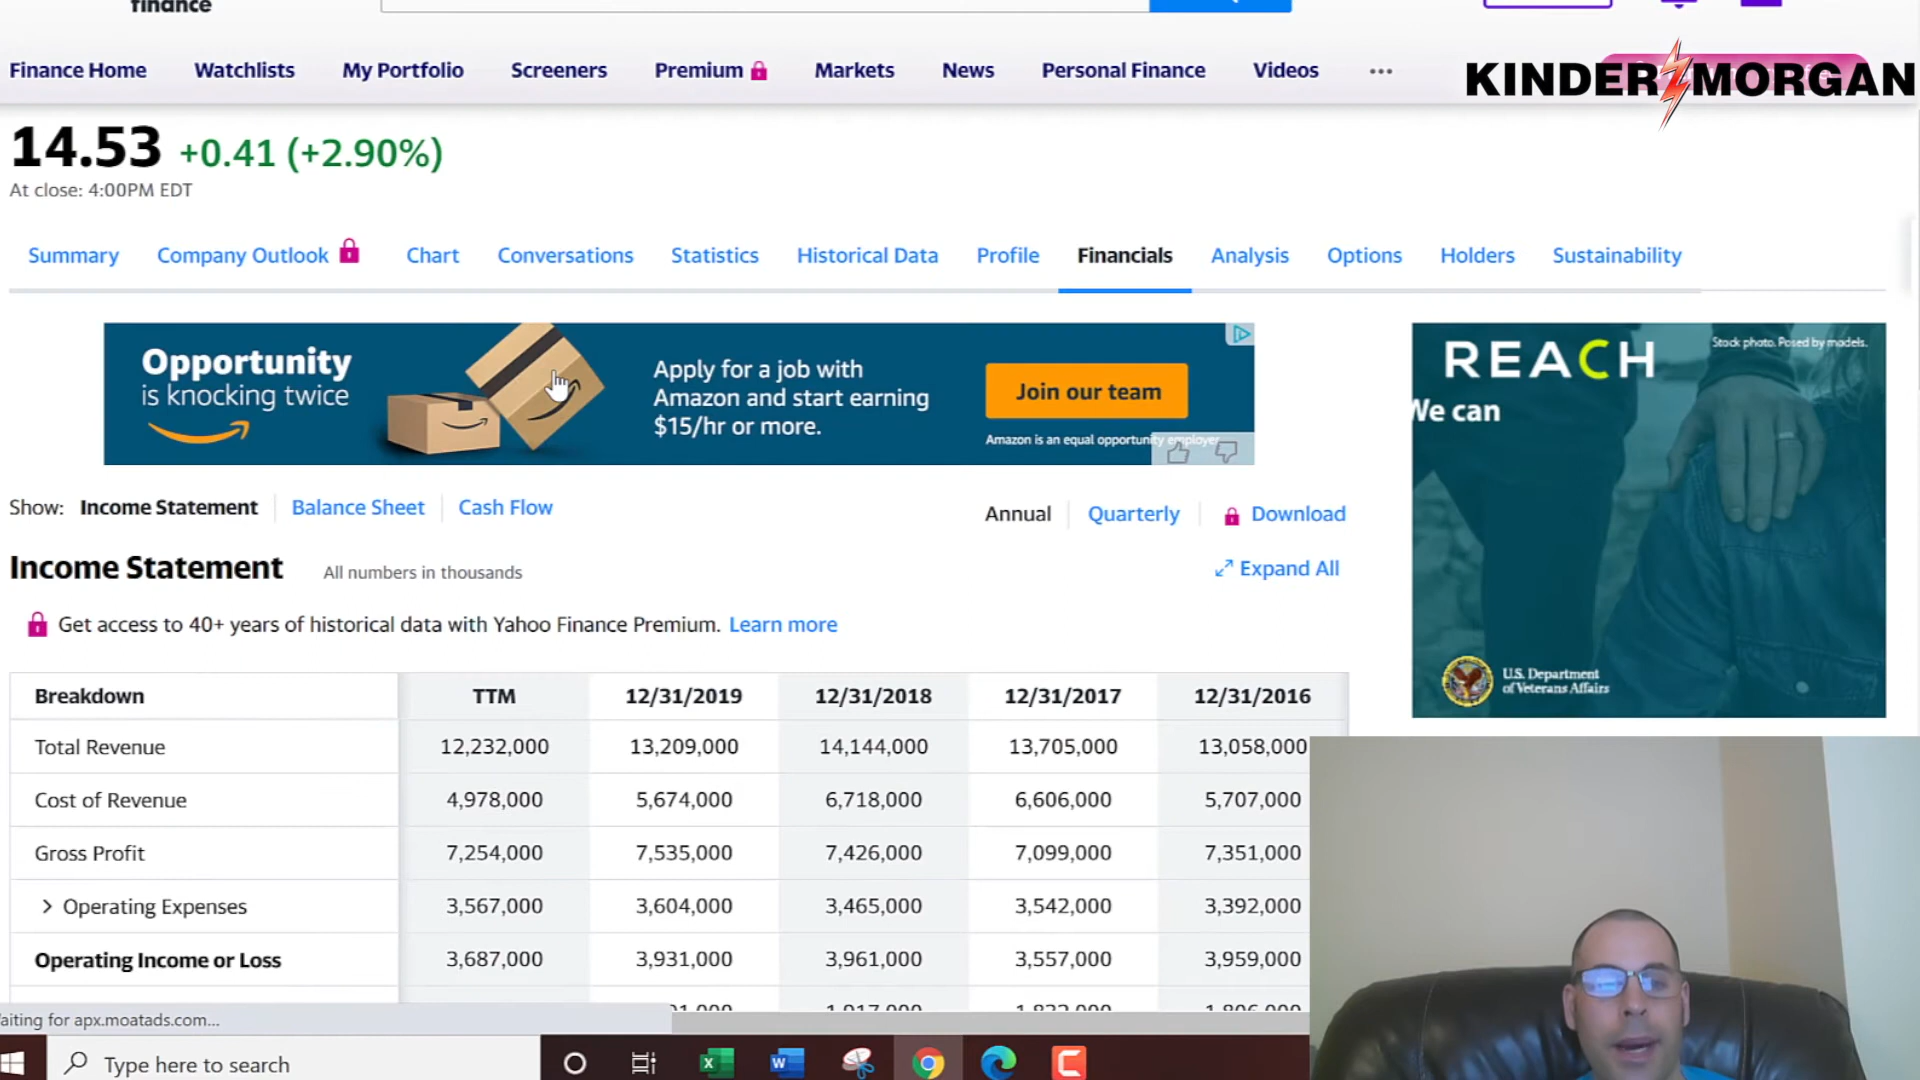 finance
Finance Home Watchlists My Portfolio Screeners Premium Markets News Personal Finance Videos ...
KINDER MORGAN
14.53 +0.41 (+2.90%)
At close: 4:00PM EDT
Summary Company Outlook Chart Conversations Statistics Historical Data Profile Financials Analysis Options Holders Sustainability
Opportunity
is knocking twice
Apply for a job with
Amazon and start earning
$15/hr or more.
Join our team
Amazon is an equal opportunity employer
Stock photo. Posed by models.
REACH
We can
U.S. Department
of Veterans Affairs
Show: Income Statement Balance Sheet Cash Flow
Annual Quarterly Download
Income Statement All numbers in thousands
Expand All
Get access to 40+ years of historical data with Yahoo Finance Premium. Learn more
Breakdown TTM 12/31/2019 12/31/2018 12/31/2017 12/31/2016
Total Revenue 12,232,000 13,209,000 14,144,000 13,705,000 13,058,000
Cost of Revenue 4,978,000 5,674,000 6,718,000 6,606,000 5,707,000
Gross Profit 7,254,000 7,535,000 7,426,000 7,099,000 7,351,000
Operating Expenses 3,567,000 3,604,000 3,465,000 3,542,000 3,392,000
Operating Income or Loss 3,687,000 3,931,000 3,961,000 3,557,000 3,959,000
aiting for apx.moatads.com...
Type here to search